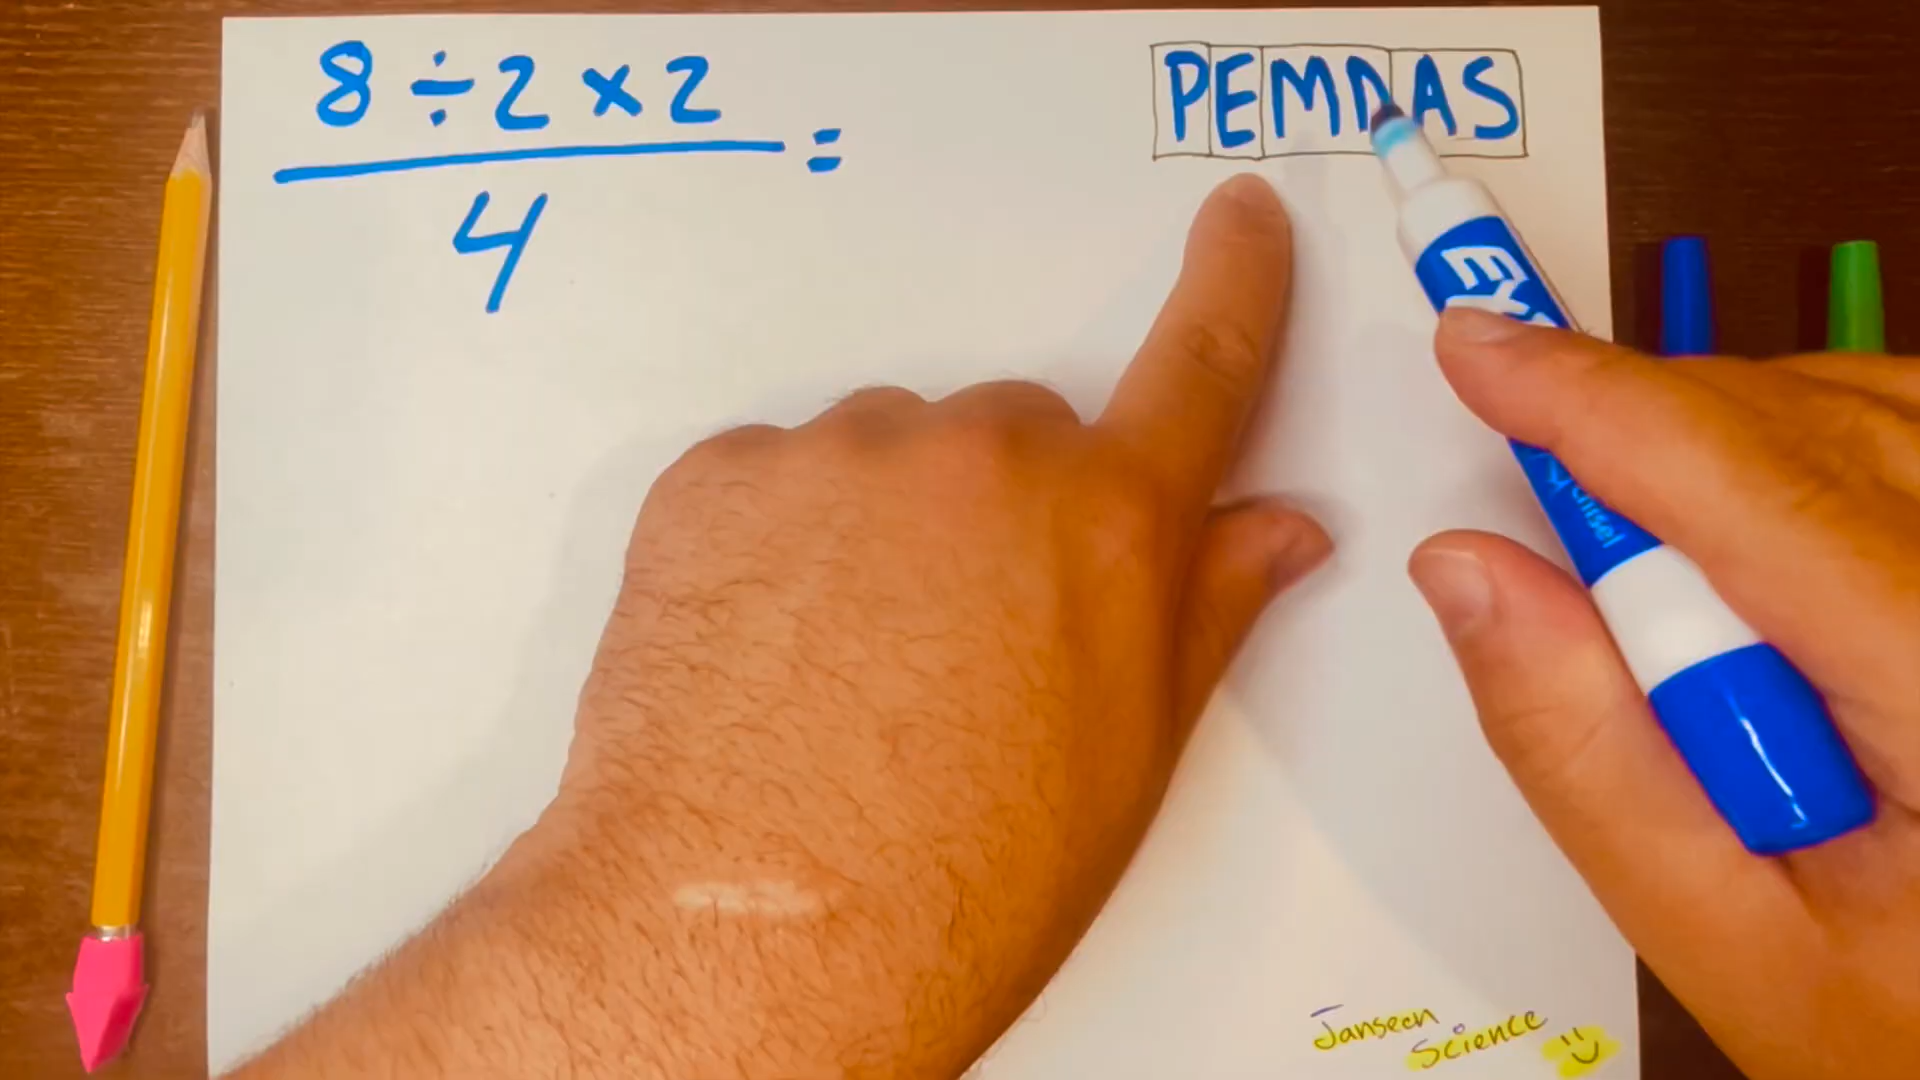 8 ÷ 2 × 2
=
4
PEMDAS
Janseen
Science